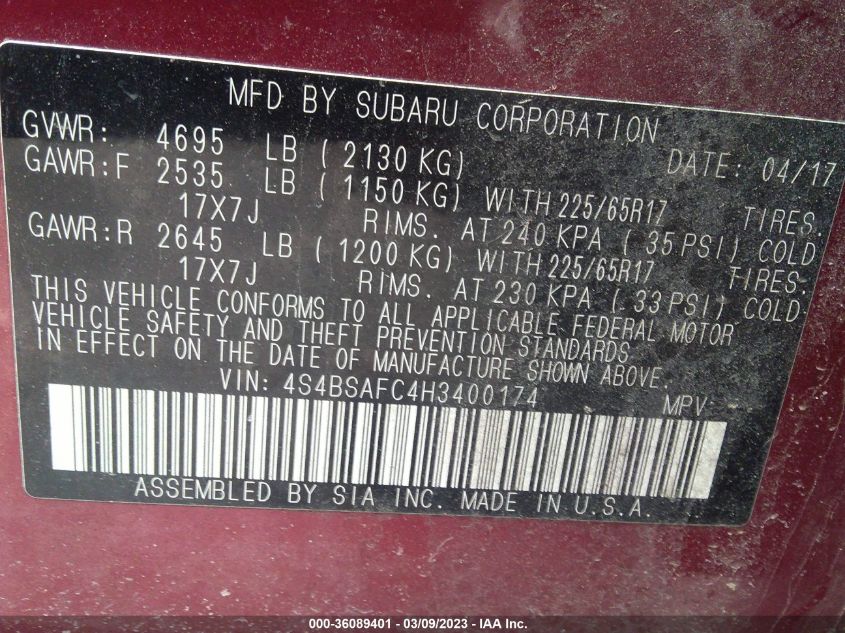 MFD BY SUBARU CORPORATION
GVWR: 4695 LB ( 2130 KG) DATE: 04/17
GAWR:F 2535 LB ( 1150 KG) WITH 225/65R17 TIRES.
17X7J RIMS. AT 240 KPA ( 35 PSI) COLD
GAWR:R 2645 LB ( 1200 KG) WITH 225/65R17 TIRES.
17X7J RIMS. AT 230 KPA ( 33 PSI) COLD
THIS VEHICLE CONFORMS TO ALL APPLICABLE FEDERAL MOTOR
VEHICLE SAFETY AND THEFT PREVENTION STANDARDS
IN EFFECT ON THE DATE OF MANUFACTURE SHOWN ABOVE.
VIN: 4S4BSAFC4H3400174 MPV
ASSEMBLED BY SIA INC. MADE IN U.S.A.
000-36089401 - 03/09/2023 - IAA Inc.